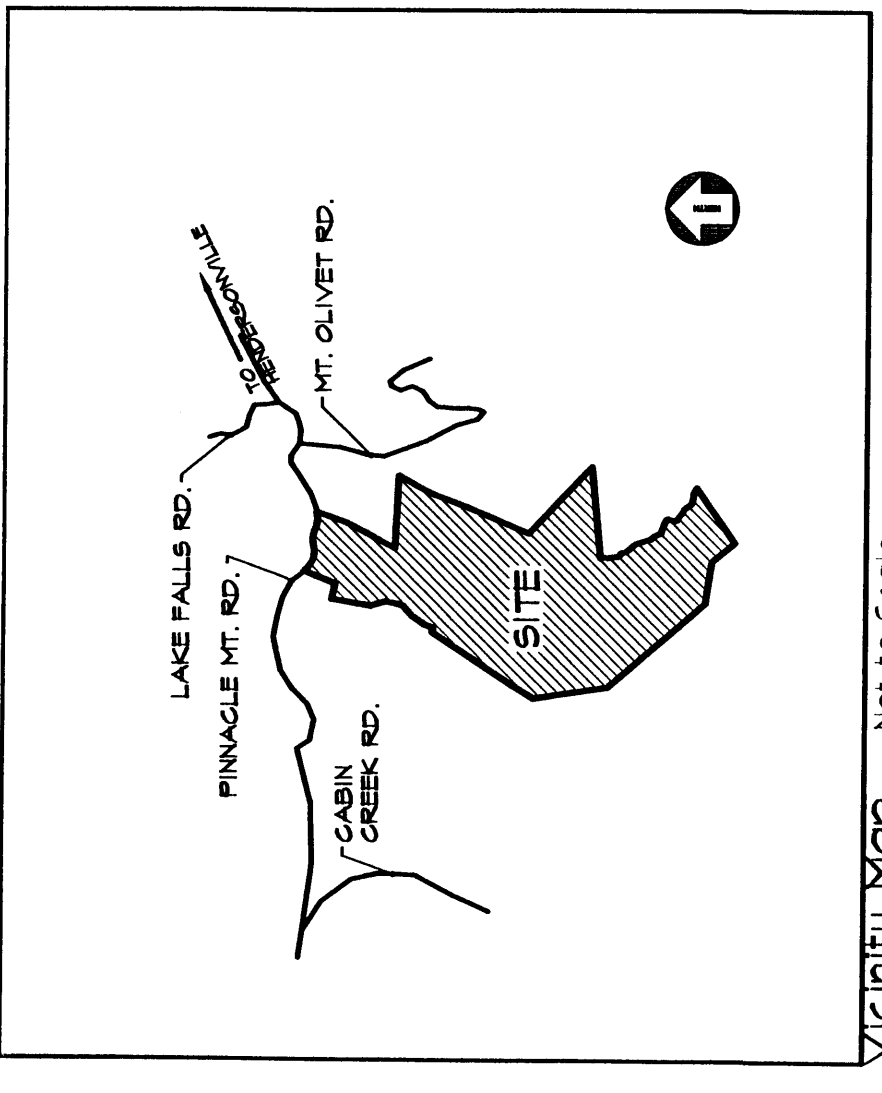 TO
HENDERSONVILLE
LAKE FALLS RD.
MT. OLIVET RD.
PINNACLE MT. RD.
CABIN
CREEK RD.
SITE
NORTH
Vicinity Map Not to Scale